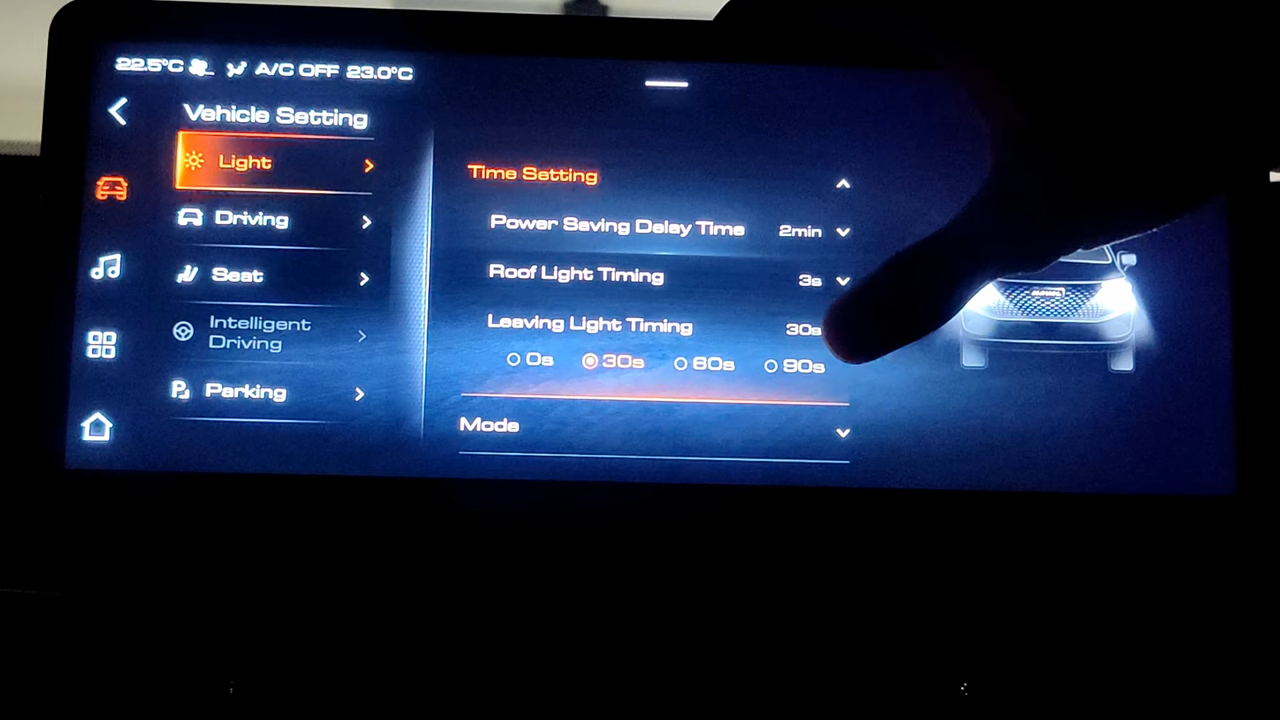 22.5°C A/C OFF 23.0°C
Vehicle Setting
Light
Driving
Seat
Intelligent
Driving
Parking
Time Setting
Power Saving Delay Time 2min
Roof Light Timing 3s
Leaving Light Timing 30s
0s 30s 60s 90s
Mode